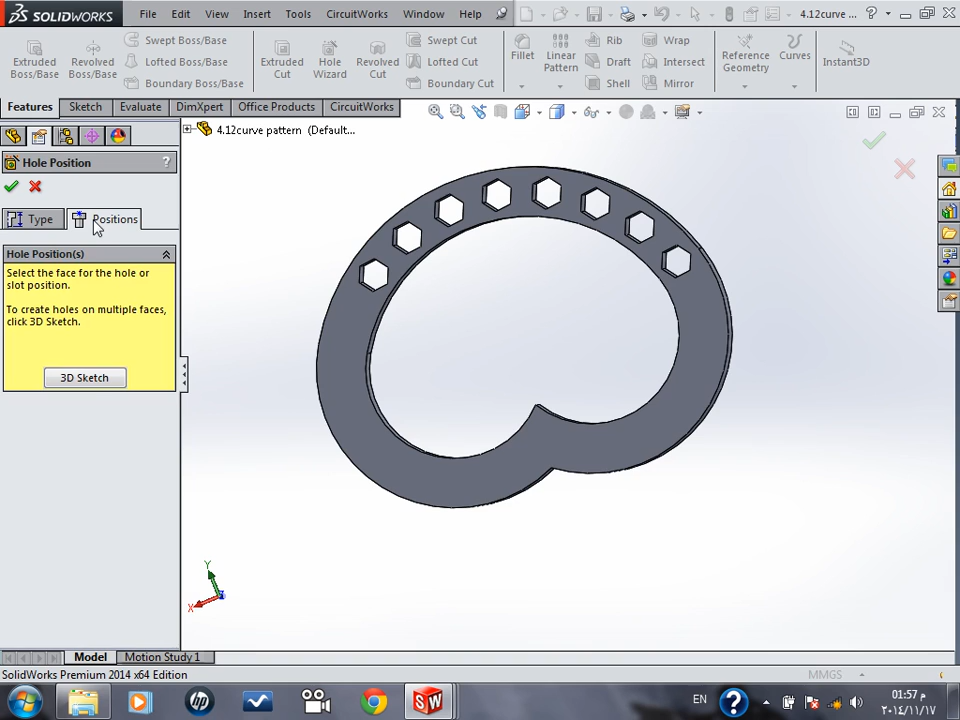 SOLIDWORKS File Edit View Insert Tools CircuitWorks Window Help 4.12curve ... ?
Extruded Boss/Base
Revolved Boss/Base
Swept Boss/Base
Lofted Boss/Base
Boundary Boss/Base
Extruded Cut
Hole Wizard
Revolved Cut
Swept Cut
Lofted Cut
Boundary Cut
Fillet
Linear Pattern
Rib
Draft
Shell
Wrap
Intersect
Mirror
Reference Geometry
Curves
Instant3D
Features Sketch Evaluate DimXpert Office Products CircuitWorks
4.12curve pattern (Default...
Hole Position ?
Type Positions
Hole Position(s)
Select the face for the hole or
slot position.
To create holes on multiple faces,
click 3D Sketch.
3D Sketch
Y
X
Model Motion Study 1
SolidWorks Premium 2014 x64 Edition MMGS
EN
01:57 م
٢٠١٤/١١/١٧